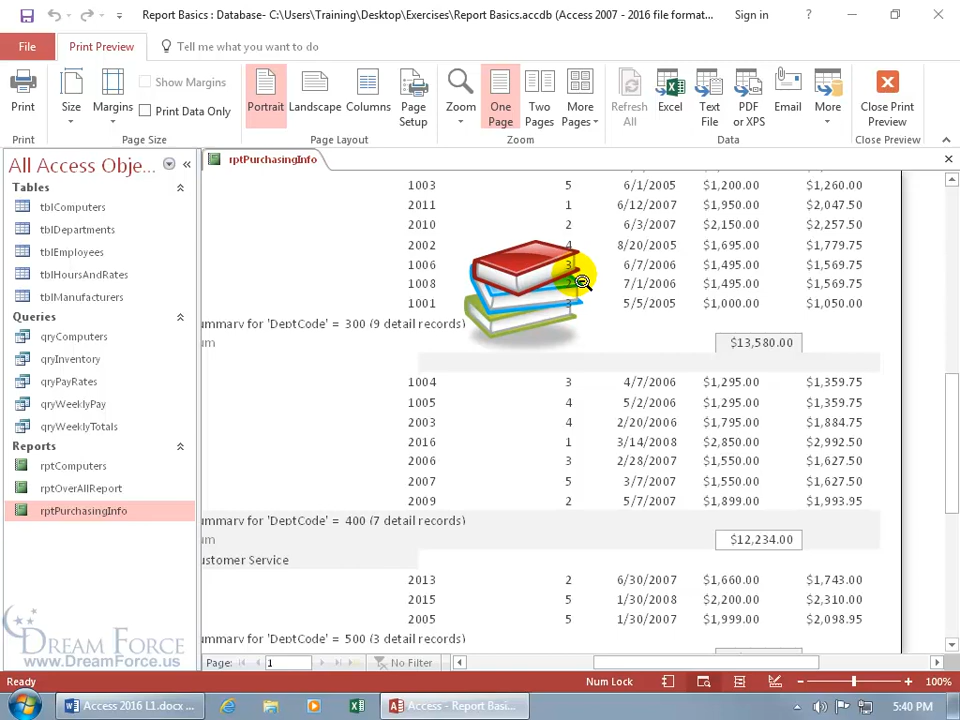 Report Basics : Database- C:\Users\Training\Desktop\Exercises\Report Basics.accdb (Access 2007 - 2016 file format... Sign in
File Print Preview Tell me what you want to do
Show Margins
Print Data Only
Print Size Margins Portrait Landscape Columns Page Setup Zoom One Page Two Pages More Pages Refresh All Excel Text File PDF or XPS Email More Close Print Preview
Print Page Size Page Layout Zoom Data Close Preview
All Access Obje...
rptPurchasingInfo
Tables
tblComputers
tblDepartments
tblEmployees
tblHoursAndRates
tblManufacturers
Queries
qryComputers
qryInventory
qryPayRates
qryWeeklyPay
qryWeeklyTotals
Reports
rptComputers
rptOverAllReport
rptPurchasingInfo
1003 5 6/1/2005 $1,200.00 $1,260.00
2011 1 6/12/2007 $1,950.00 $2,047.50
2010 2 6/3/2007 $2,150.00 $2,257.50
2002 4 8/20/2005 $1,695.00 $1,779.75
1006 3 6/7/2006 $1,495.00 $1,569.75
1008 7/1/2006 $1,495.00 $1,569.75
1001 3 5/5/2005 $1,000.00 $1,050.00
ummary for 'DeptCode' = 300 (9 detail records)
um $13,580.00
1004 3 4/7/2006 $1,295.00 $1,359.75
1005 4 5/2/2006 $1,295.00 $1,359.75
2003 4 2/20/2006 $1,795.00 $1,884.75
2016 1 3/14/2008 $2,850.00 $2,992.50
2006 3 2/28/2007 $1,550.00 $1,627.50
2007 5 3/7/2007 $1,550.00 $1,627.50
2009 2 5/7/2007 $1,899.00 $1,993.95
ummary for 'DeptCode' = 400 (7 detail records)
um $12,234.00
ustomer Service
2013 2 6/30/2007 $1,660.00 $1,743.00
2015 5 1/30/2008 $2,200.00 $2,310.00
2005 5 1/30/2007 $1,999.00 $2,098.95
ummary for 'DeptCode' = 500 (3 detail records)
DREAM FORCE
www.DreamForce.us
Page: 1 No Filter
Ready Num Lock 100%
Access 2016 L1.docx ... Access - Report Basi... 5:40 PM